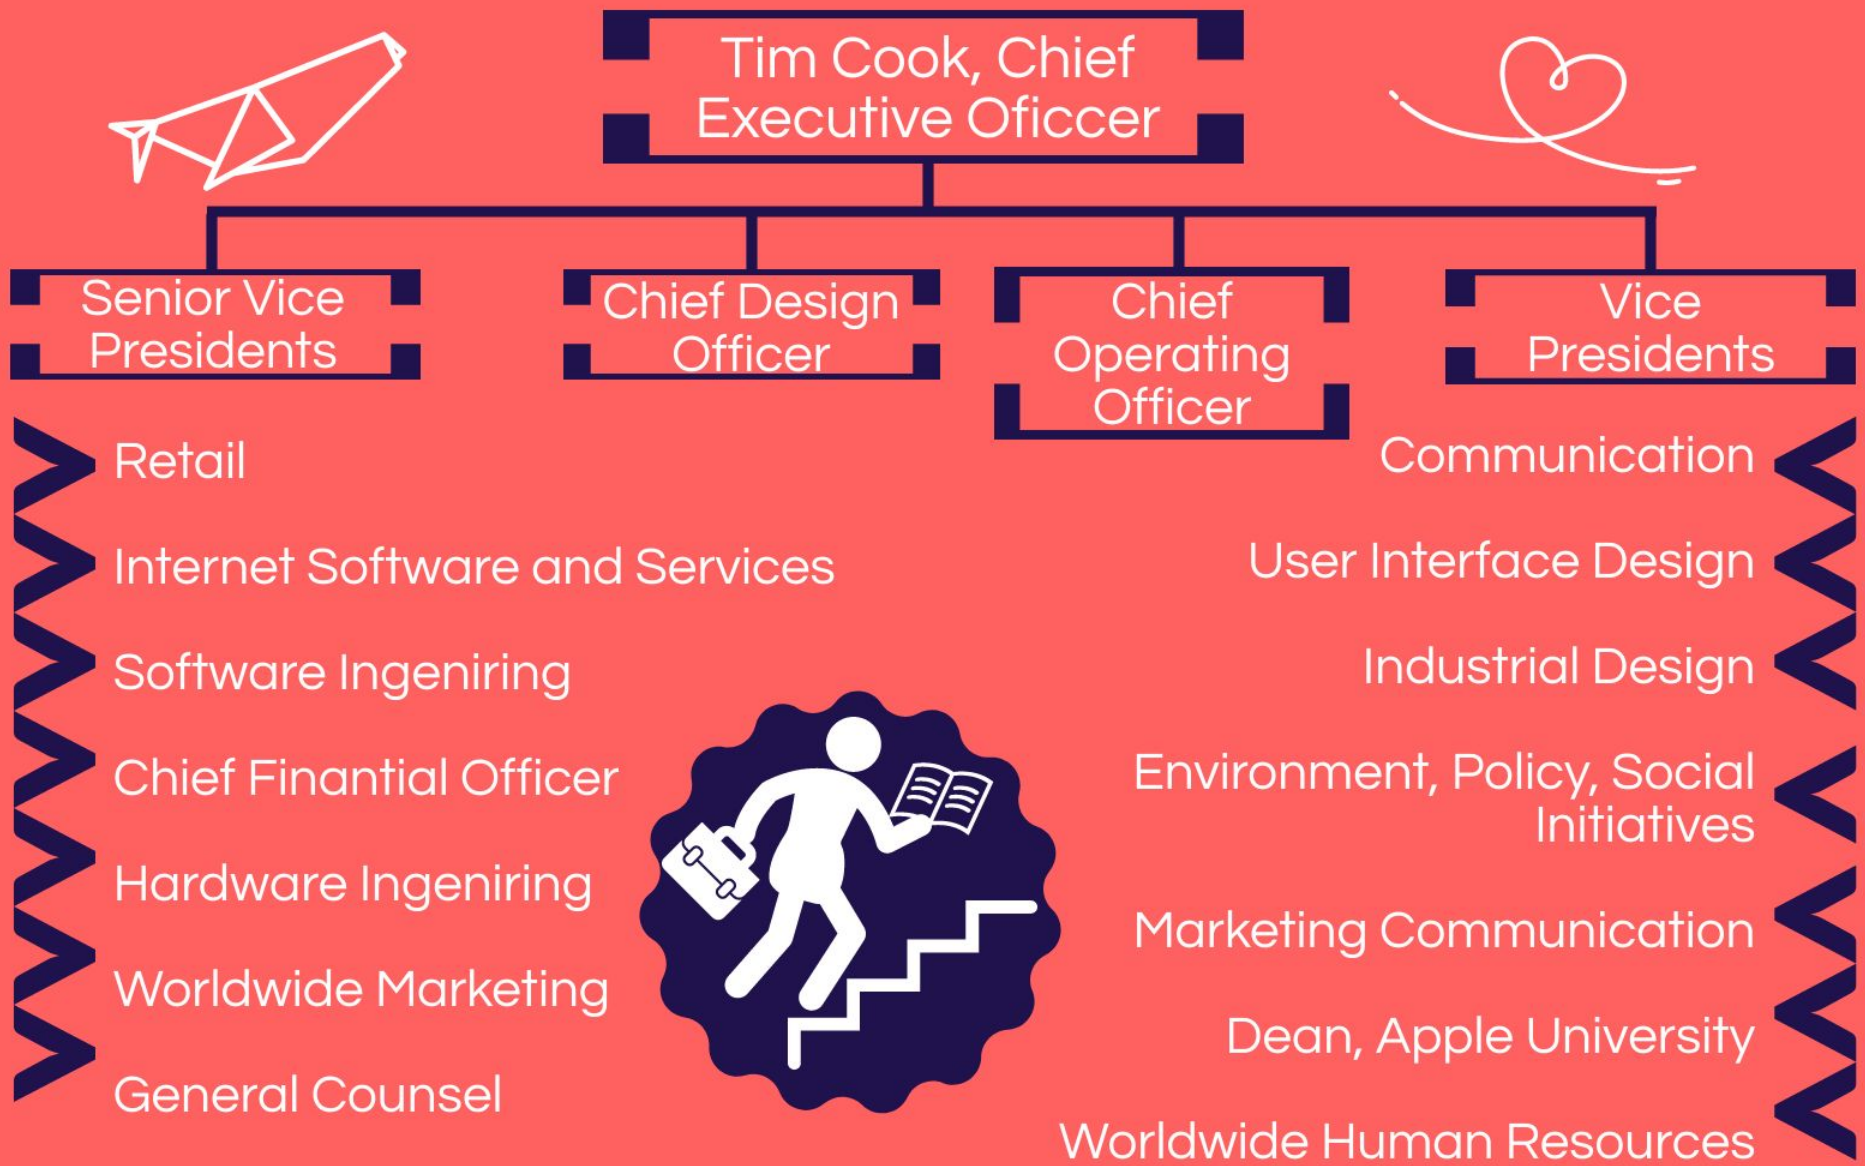 Tim Cook, Chief
Executive Oficcer
Senior Vice
Presidents
Chief Design
Officer
Chief
Operating
Officer
Vice
Presidents
Retail
Internet Software and Services
Software Ingeniring
Chief Finantial Officer
Hardware Ingeniring
Worldwide Marketing
General Counsel
Communication
User Interface Design
Industrial Design
Environment, Policy, Social
Initiatives
Marketing Communication
Dean, Apple University
Worldwide Human Resources